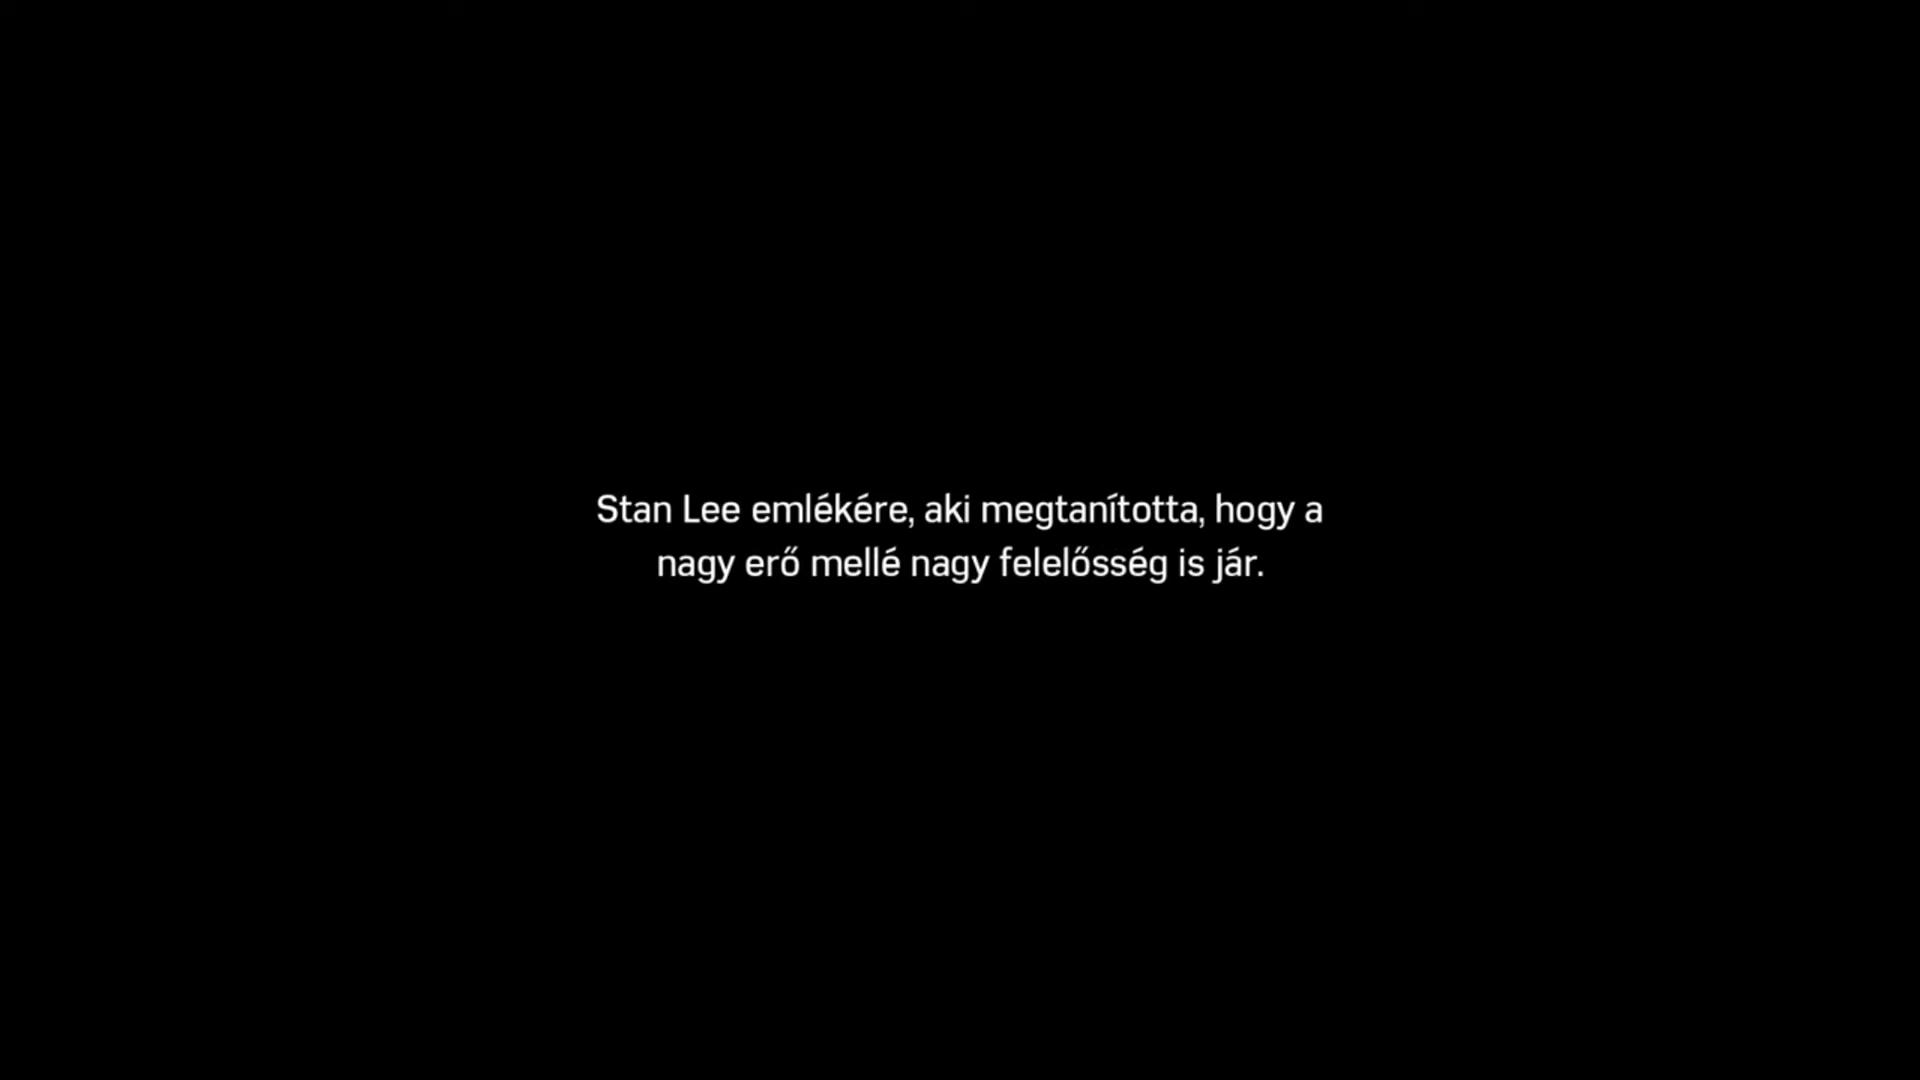 Stan Lee emlékére, aki megtanította, hogy a
nagy erő mellé nagy felelősség is jár.